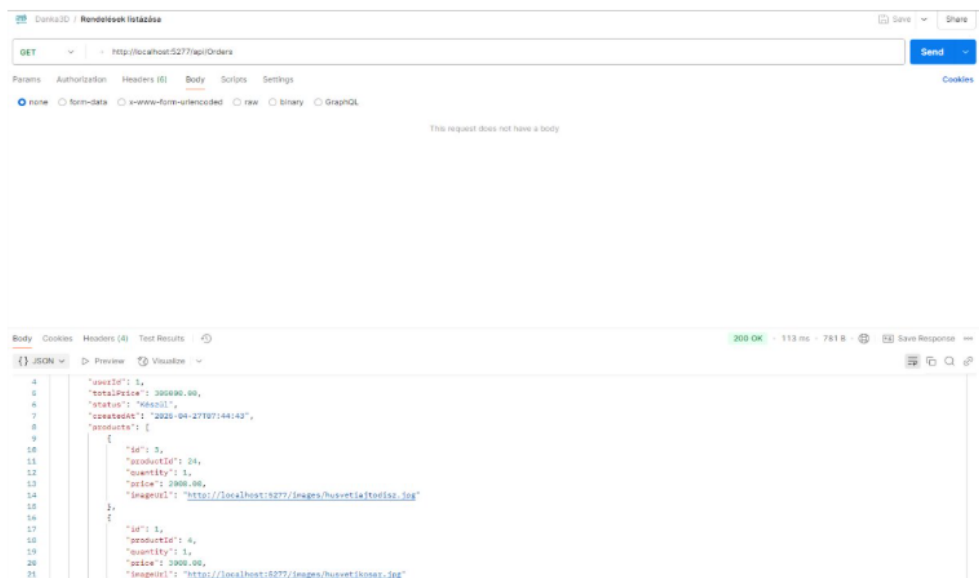 Danka3D / Rendelések listázása
Save
Share
GET
http://localhost:5277/api/Orders
Send
Params Authorization Headers (6) Body Scripts Settings
Cookies
none form-data x-www-form-urlencoded raw binary GraphQL
This request does not have a body
Body Cookies Headers (4) Test Results
200 OK 113 ms 781 B Save Response
{} JSON Preview Visualize
4 "userId": 1,
5 "totalPrice": 300000.00,
6 "status": "Készül",
7 "createdAt": "2025-04-27T07:44:43",
8 "products": [
9 {
10 "id": 3,
11 "productId": 24,
12 "quantity": 1,
13 "price": 2000.00,
14 "imageUrl": "http://localhost:5277/images/husvetiajtodisz.jpg"
15 },
16 {
17 "id": 1,
18 "productId": 4,
19 "quantity": 1,
20 "price": 3000.00,
21 "imageUrl": "http://localhost:5277/images/husvetikosar.jpg"